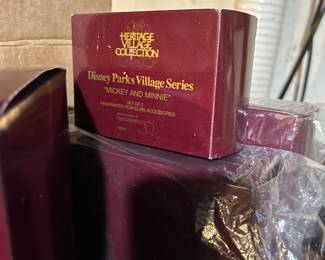 HERITAGE
VILLAGE
COLLECTION
Disney Parks Village Series
"MICKEY AND MINNIE"
SET OF 2
HANDPAINTED PORCELAIN ACCESSORIES